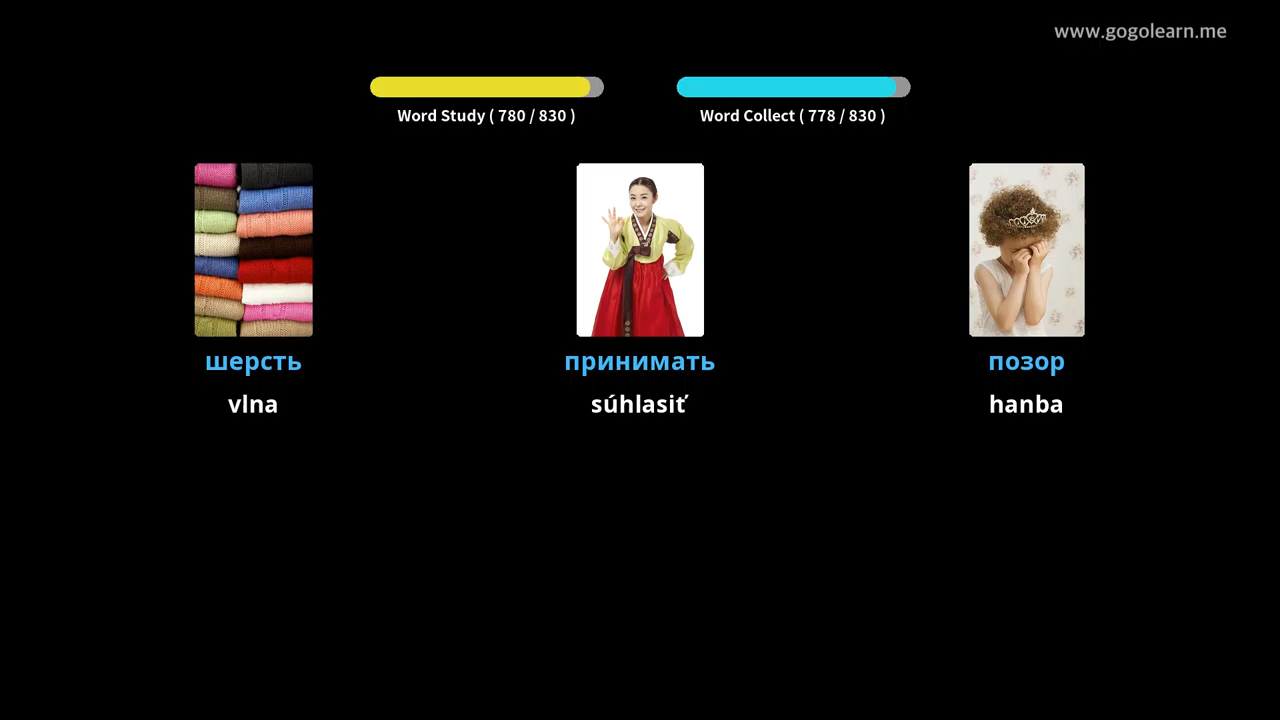 www.gogolearn.me
Word Study ( 780 / 830 )
Word Collect ( 778 / 830 )
шерсть
принимать
позор
vlna
súhlasiť
hanba